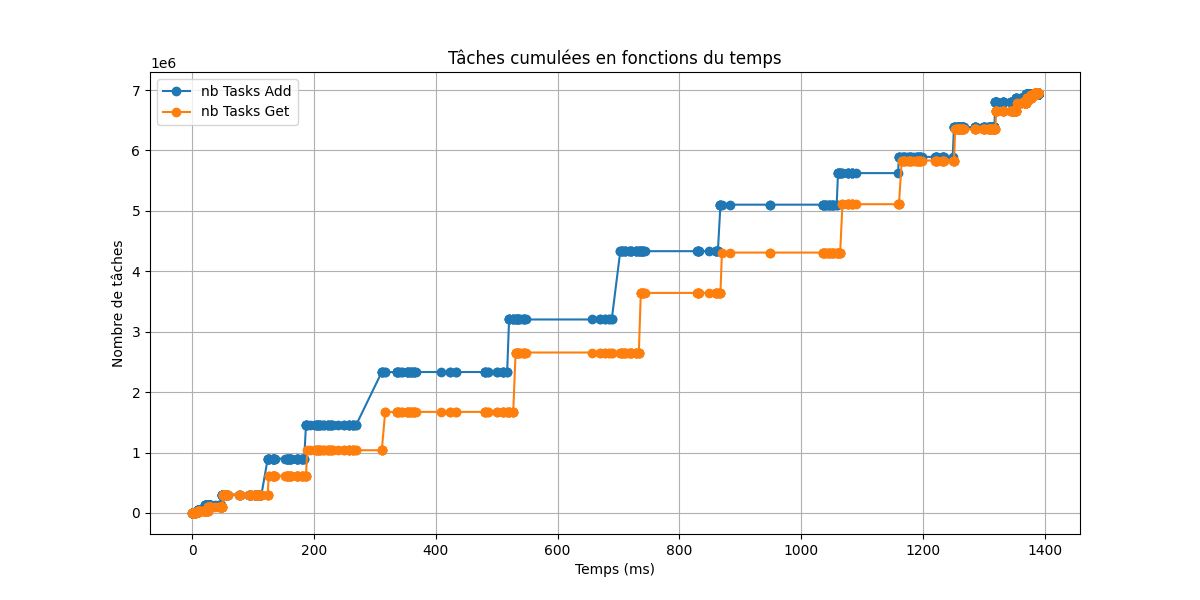 Tâches cumulées en fonctions du temps
1e6
nb Tasks Add
nb Tasks Get
7
6
5
4
3
2
1
0
Nombre de tâches
0 200 400 600 800 1000 1200 1400
Temps (ms)